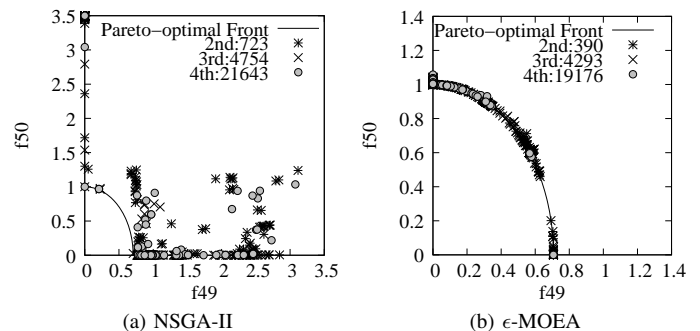 3.5
3
2.5
2
1.5
1
0.5
0
f50
Pareto-optimal Front
2nd:723
3rd:4754
4th:21643
0 0.5 1 1.5 2 2.5 3 3.5
f49
(a) NSGA-II
1.4
1.2
1
0.8
0.6
0.4
0.2
0
f50
Pareto-optimal Front
2nd:390
3rd:4293
4th:19176
0 0.2 0.4 0.6 0.8 1 1.2 1.4
f49
(b) ϵ-MOEA